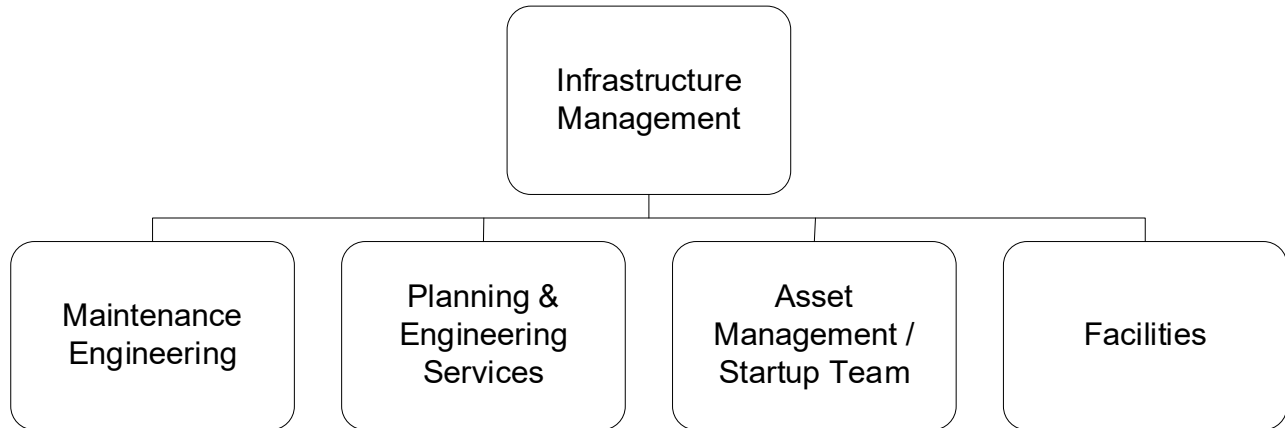 Infrastructure
Management
Maintenance
Engineering
Planning &
Engineering
Services
Asset
Management /
Startup Team
Facilities